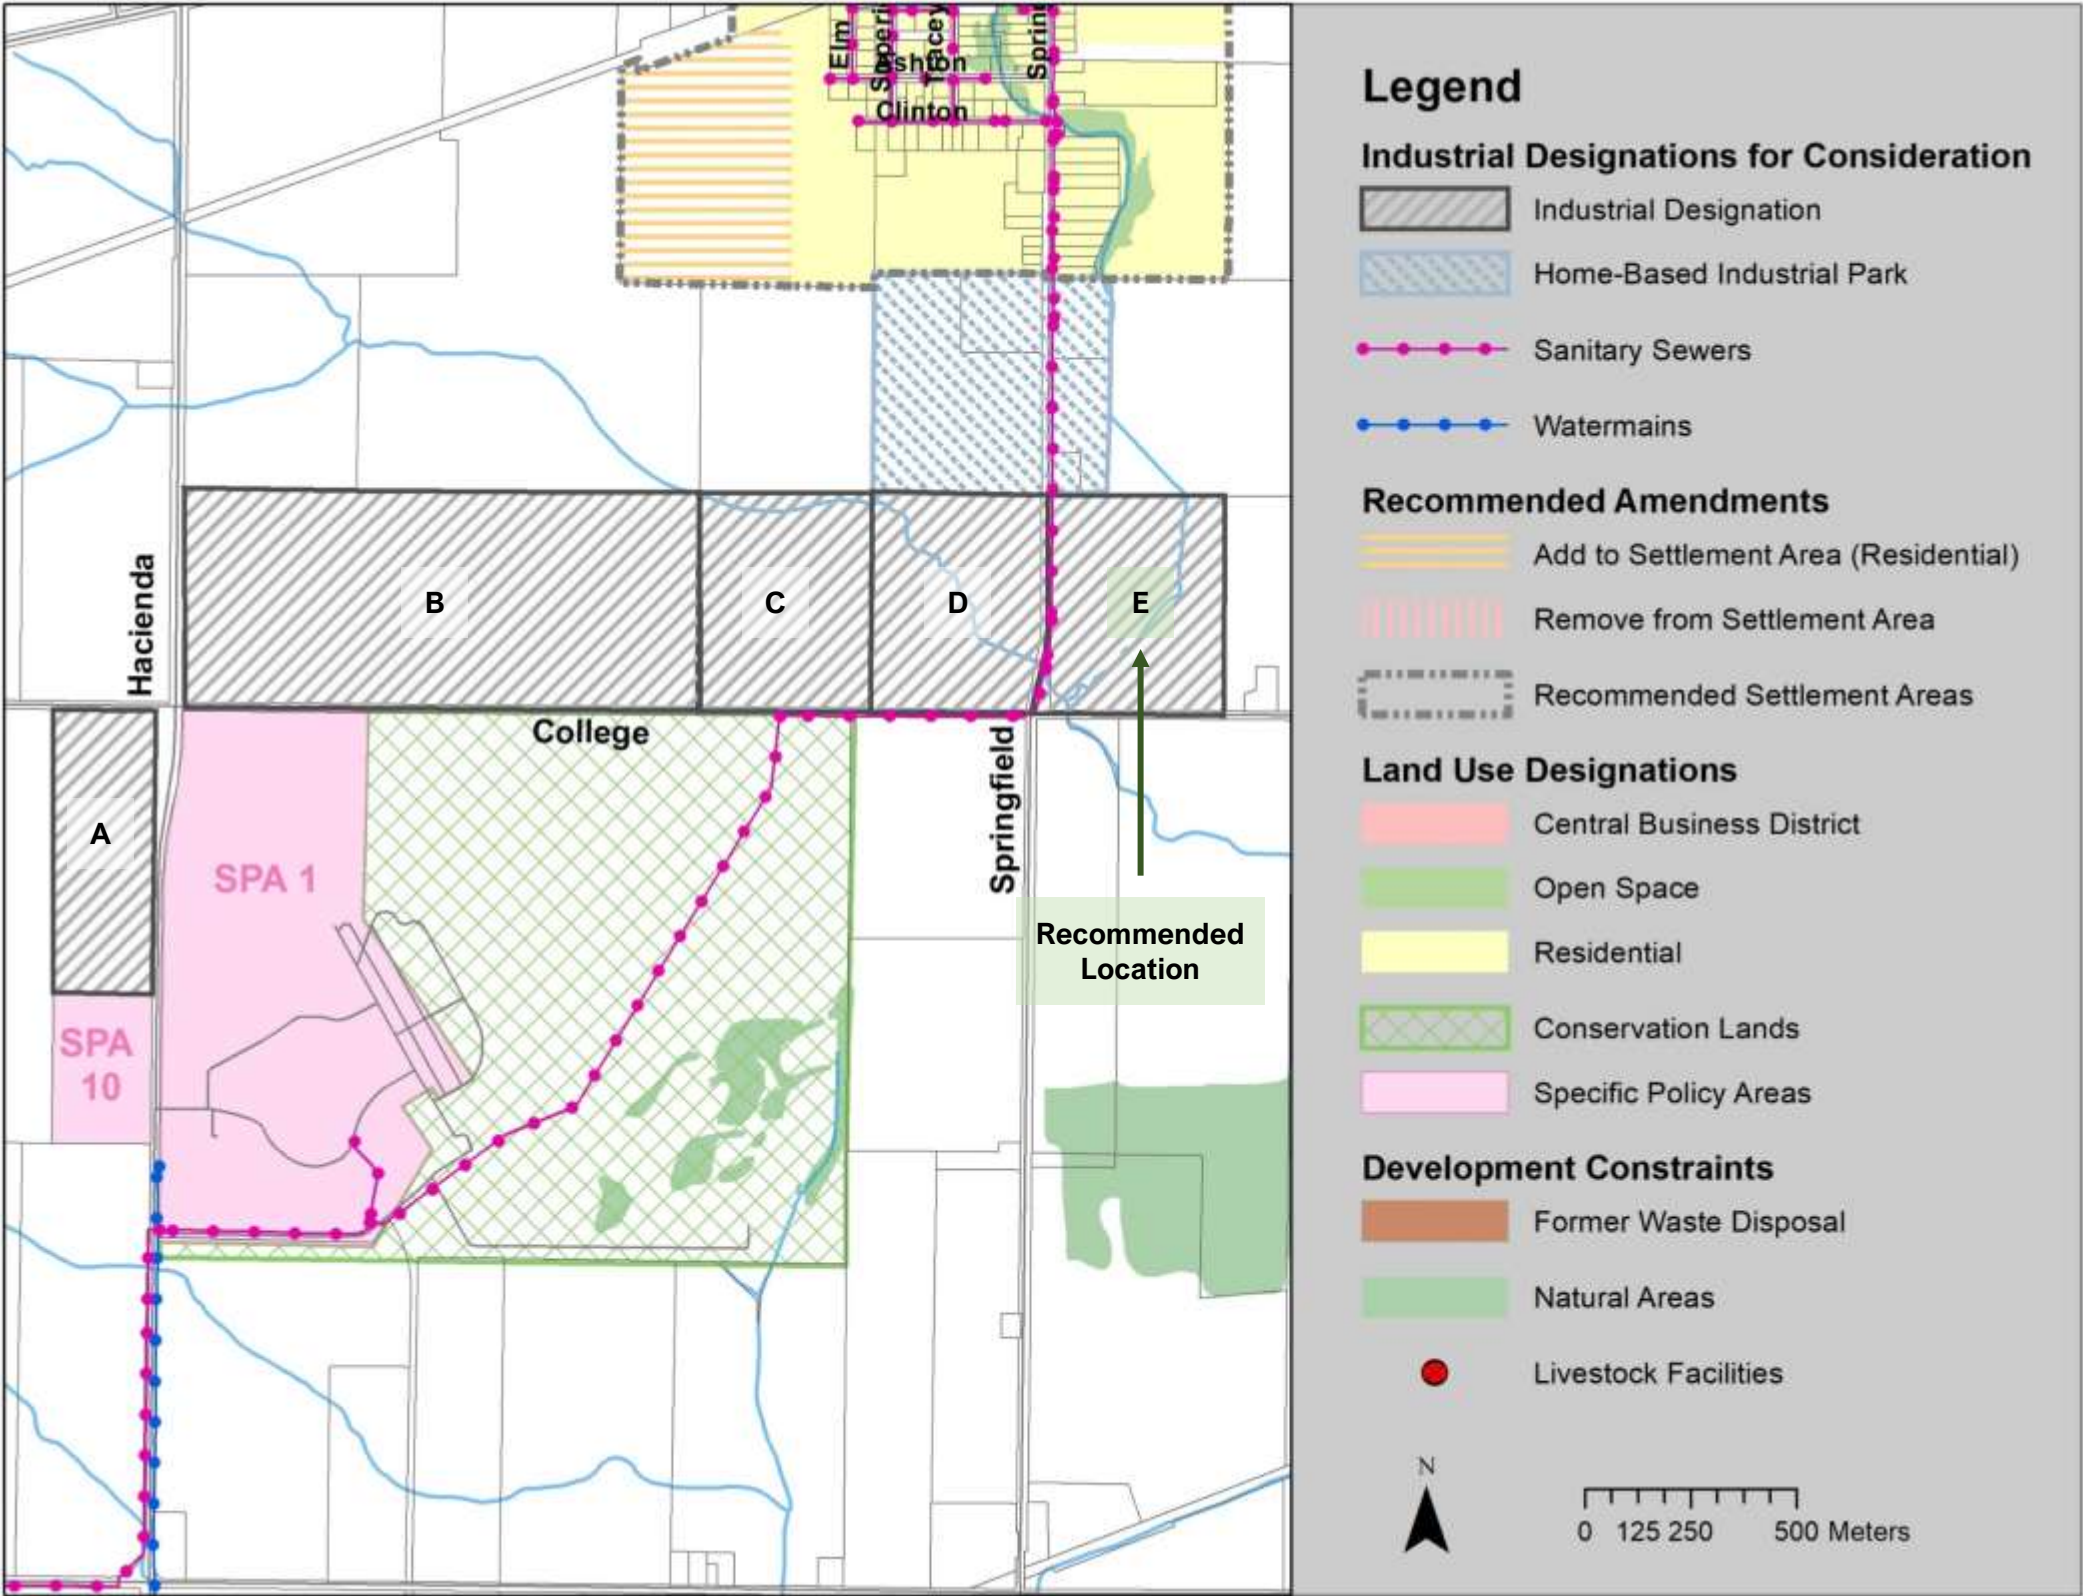 Elm
Tracey
Clinton
Hacienda
B
C
D
E
College
Springfield
A
SPA 1
Recommended
Location
SPA
10
Legend
Industrial Designations for Consideration
Industrial Designation
Home-Based Industrial Park
Sanitary Sewers
Watermains
Recommended Amendments
Add to Settlement Area (Residential)
Remove from Settlement Area
Recommended Settlement Areas
Land Use Designations
Central Business District
Open Space
Residential
Conservation Lands
Specific Policy Areas
Development Constraints
Former Waste Disposal
Natural Areas
Livestock Facilities
N
0 125 250 500 Meters